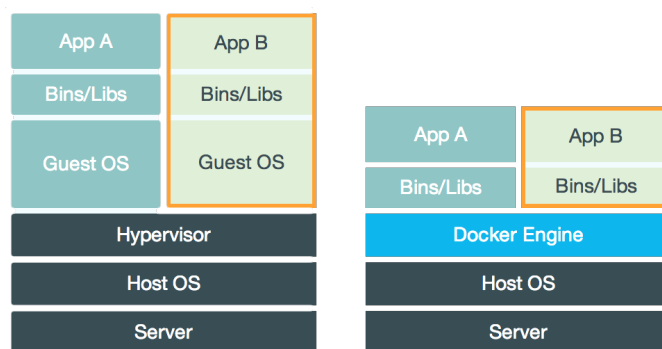 App A
App B
Bins/Libs
Bins/Libs
Guest OS
Guest OS
Hypervisor
Host OS
Server
App A
App B
Bins/Libs
Bins/Libs
Docker Engine
Host OS
Server